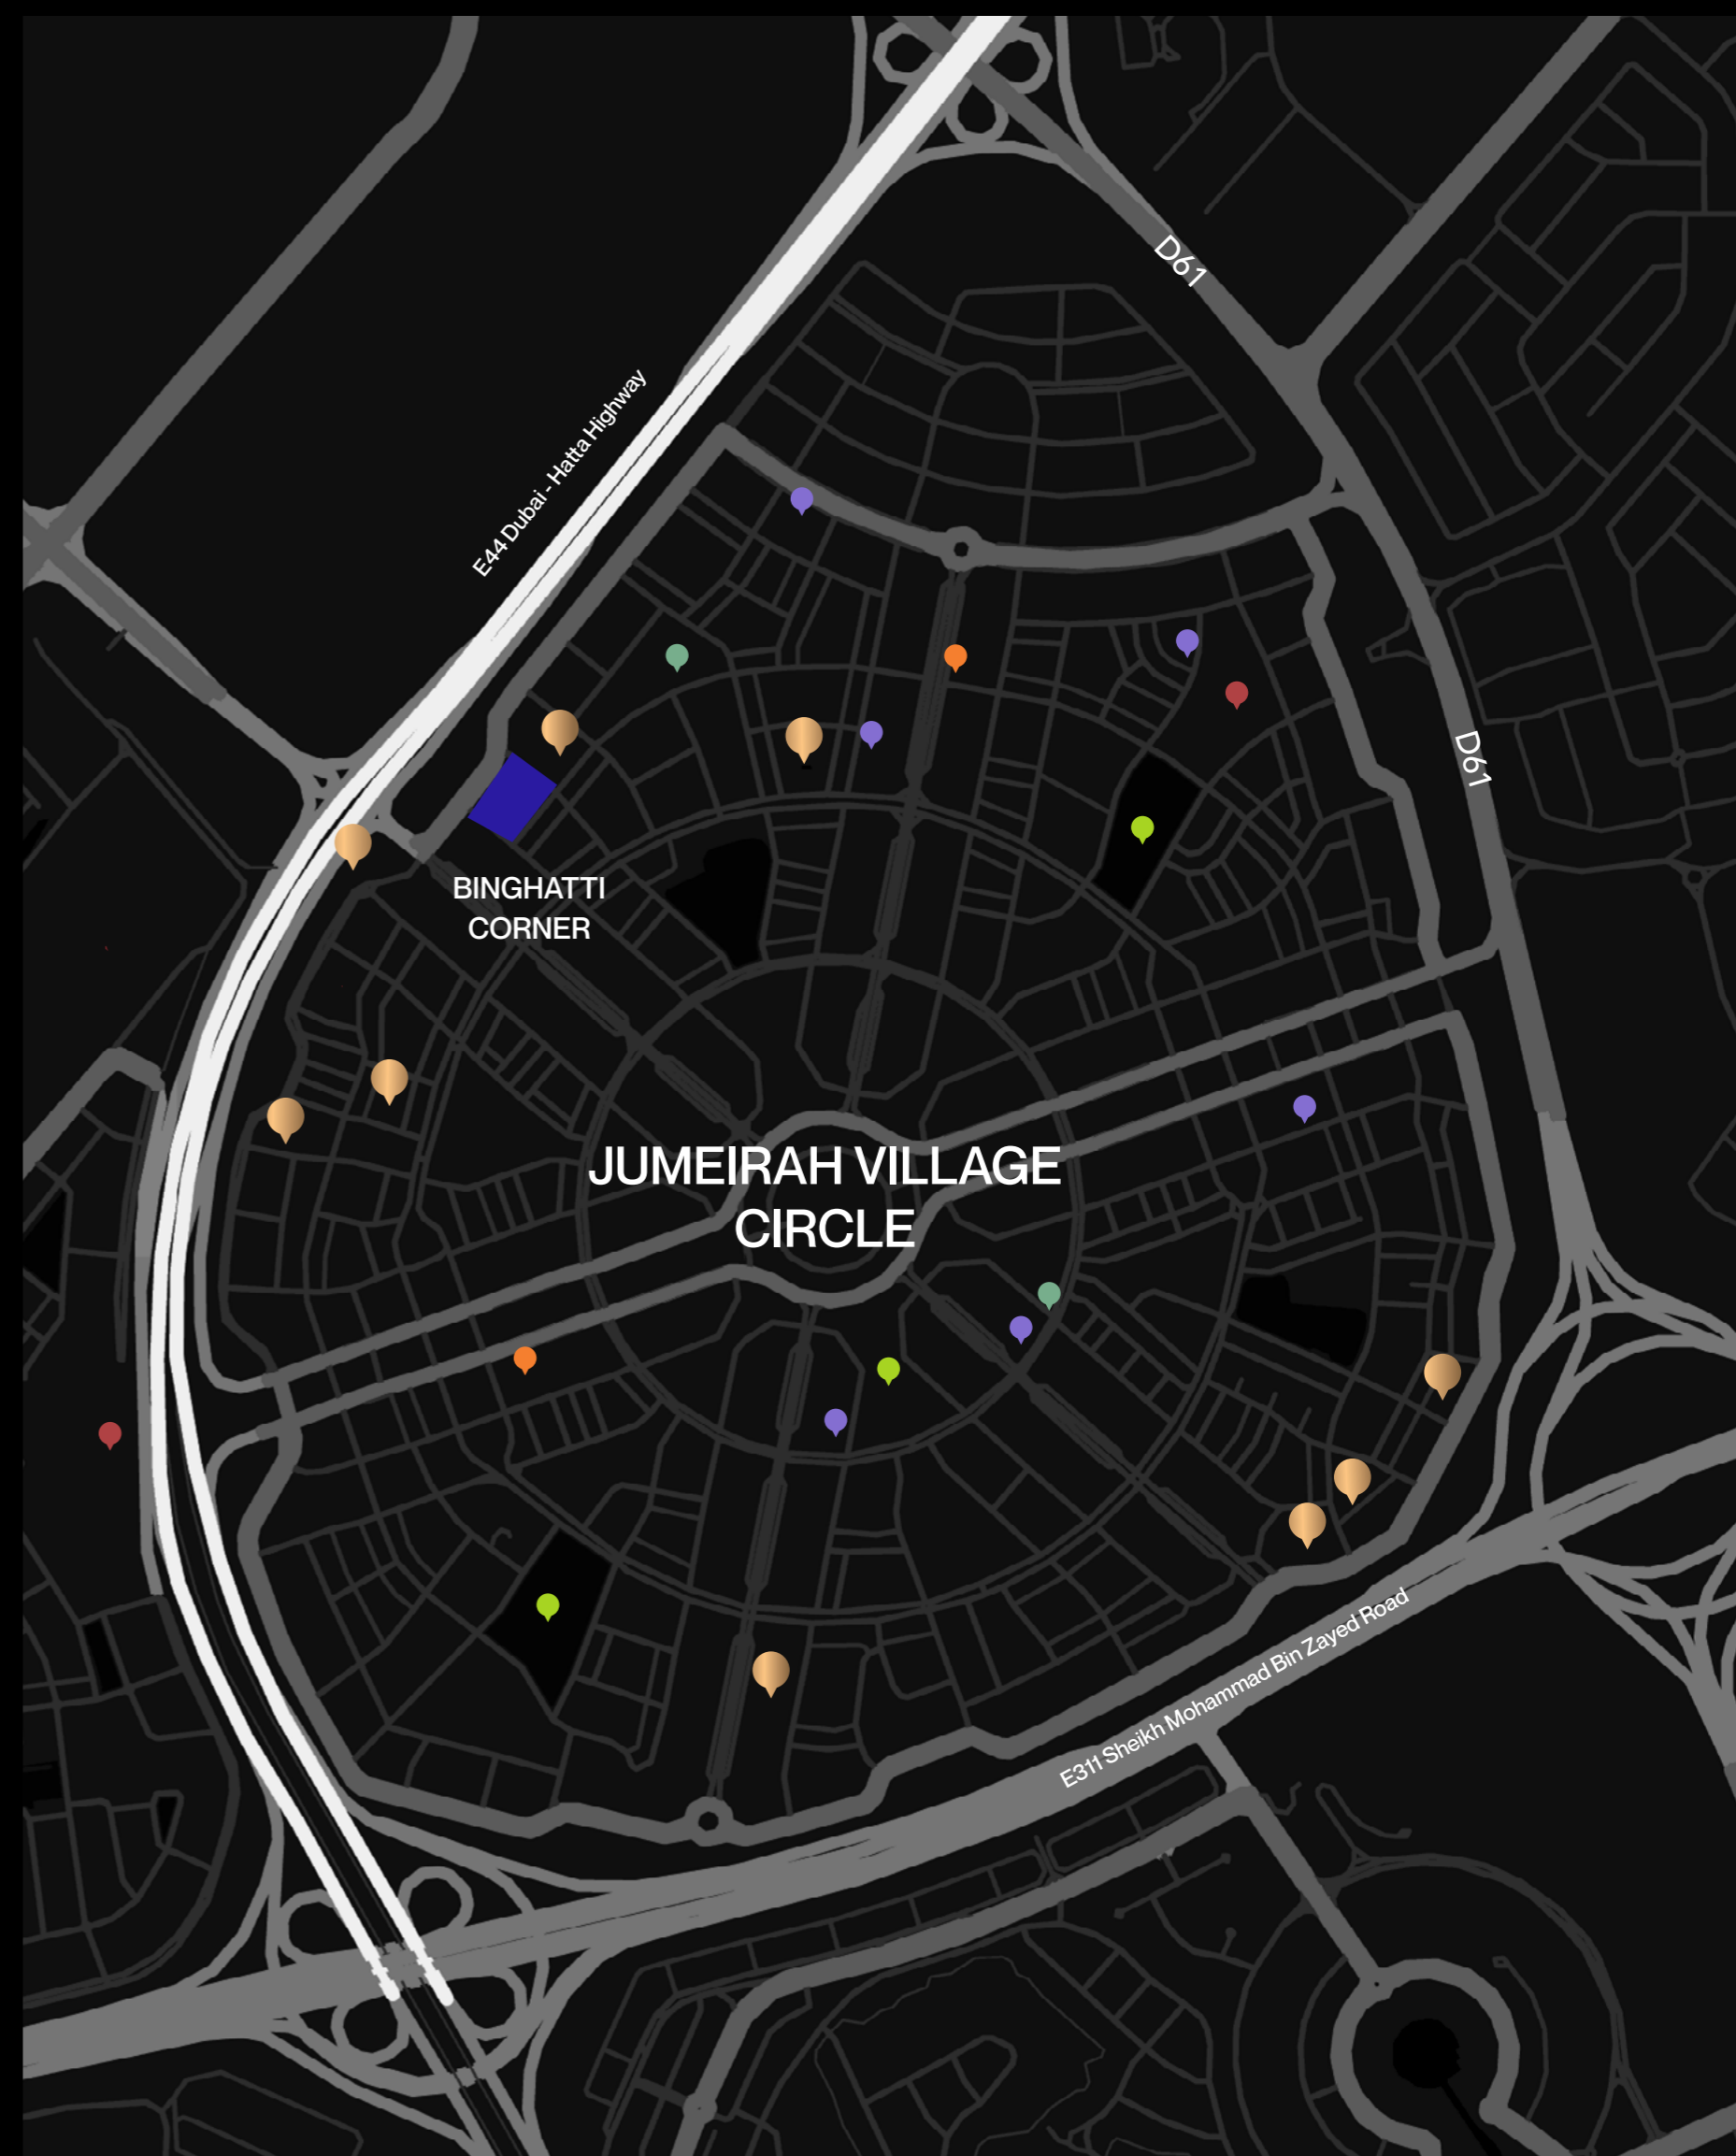 D61
E44 Dubai - Hatta Highway
D61
BINGHATTI
CORNER
JUMEIRAH VILLAGE
CIRCLE
E311 Sheikh Mohammad Bin Zayed Road